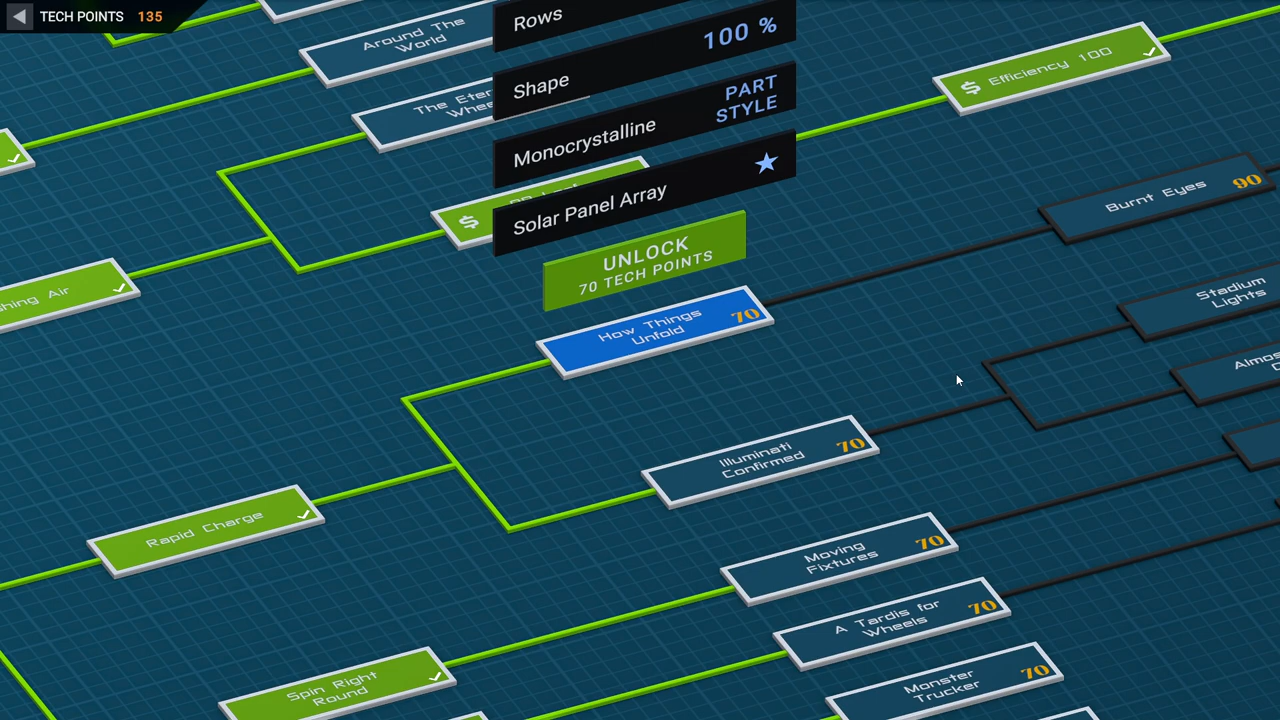 TECH POINTS 135
Around The
World
Rows
100 %
Shape
$ Efficiency 100
The
PART
STYLE
Monocrystalline
Burnt Eyes
90
$
Solar Panel Array
UNLOCK
70 TECH POINTS
Air
Stadium
Lights
How Things
Unfold
70
Illuminati
Confirmed
70
Rapid Charge
Moving
Fixtures
70
A Tardis for
Wheels
70
Spin Right
Round
Monster
Trucker
70